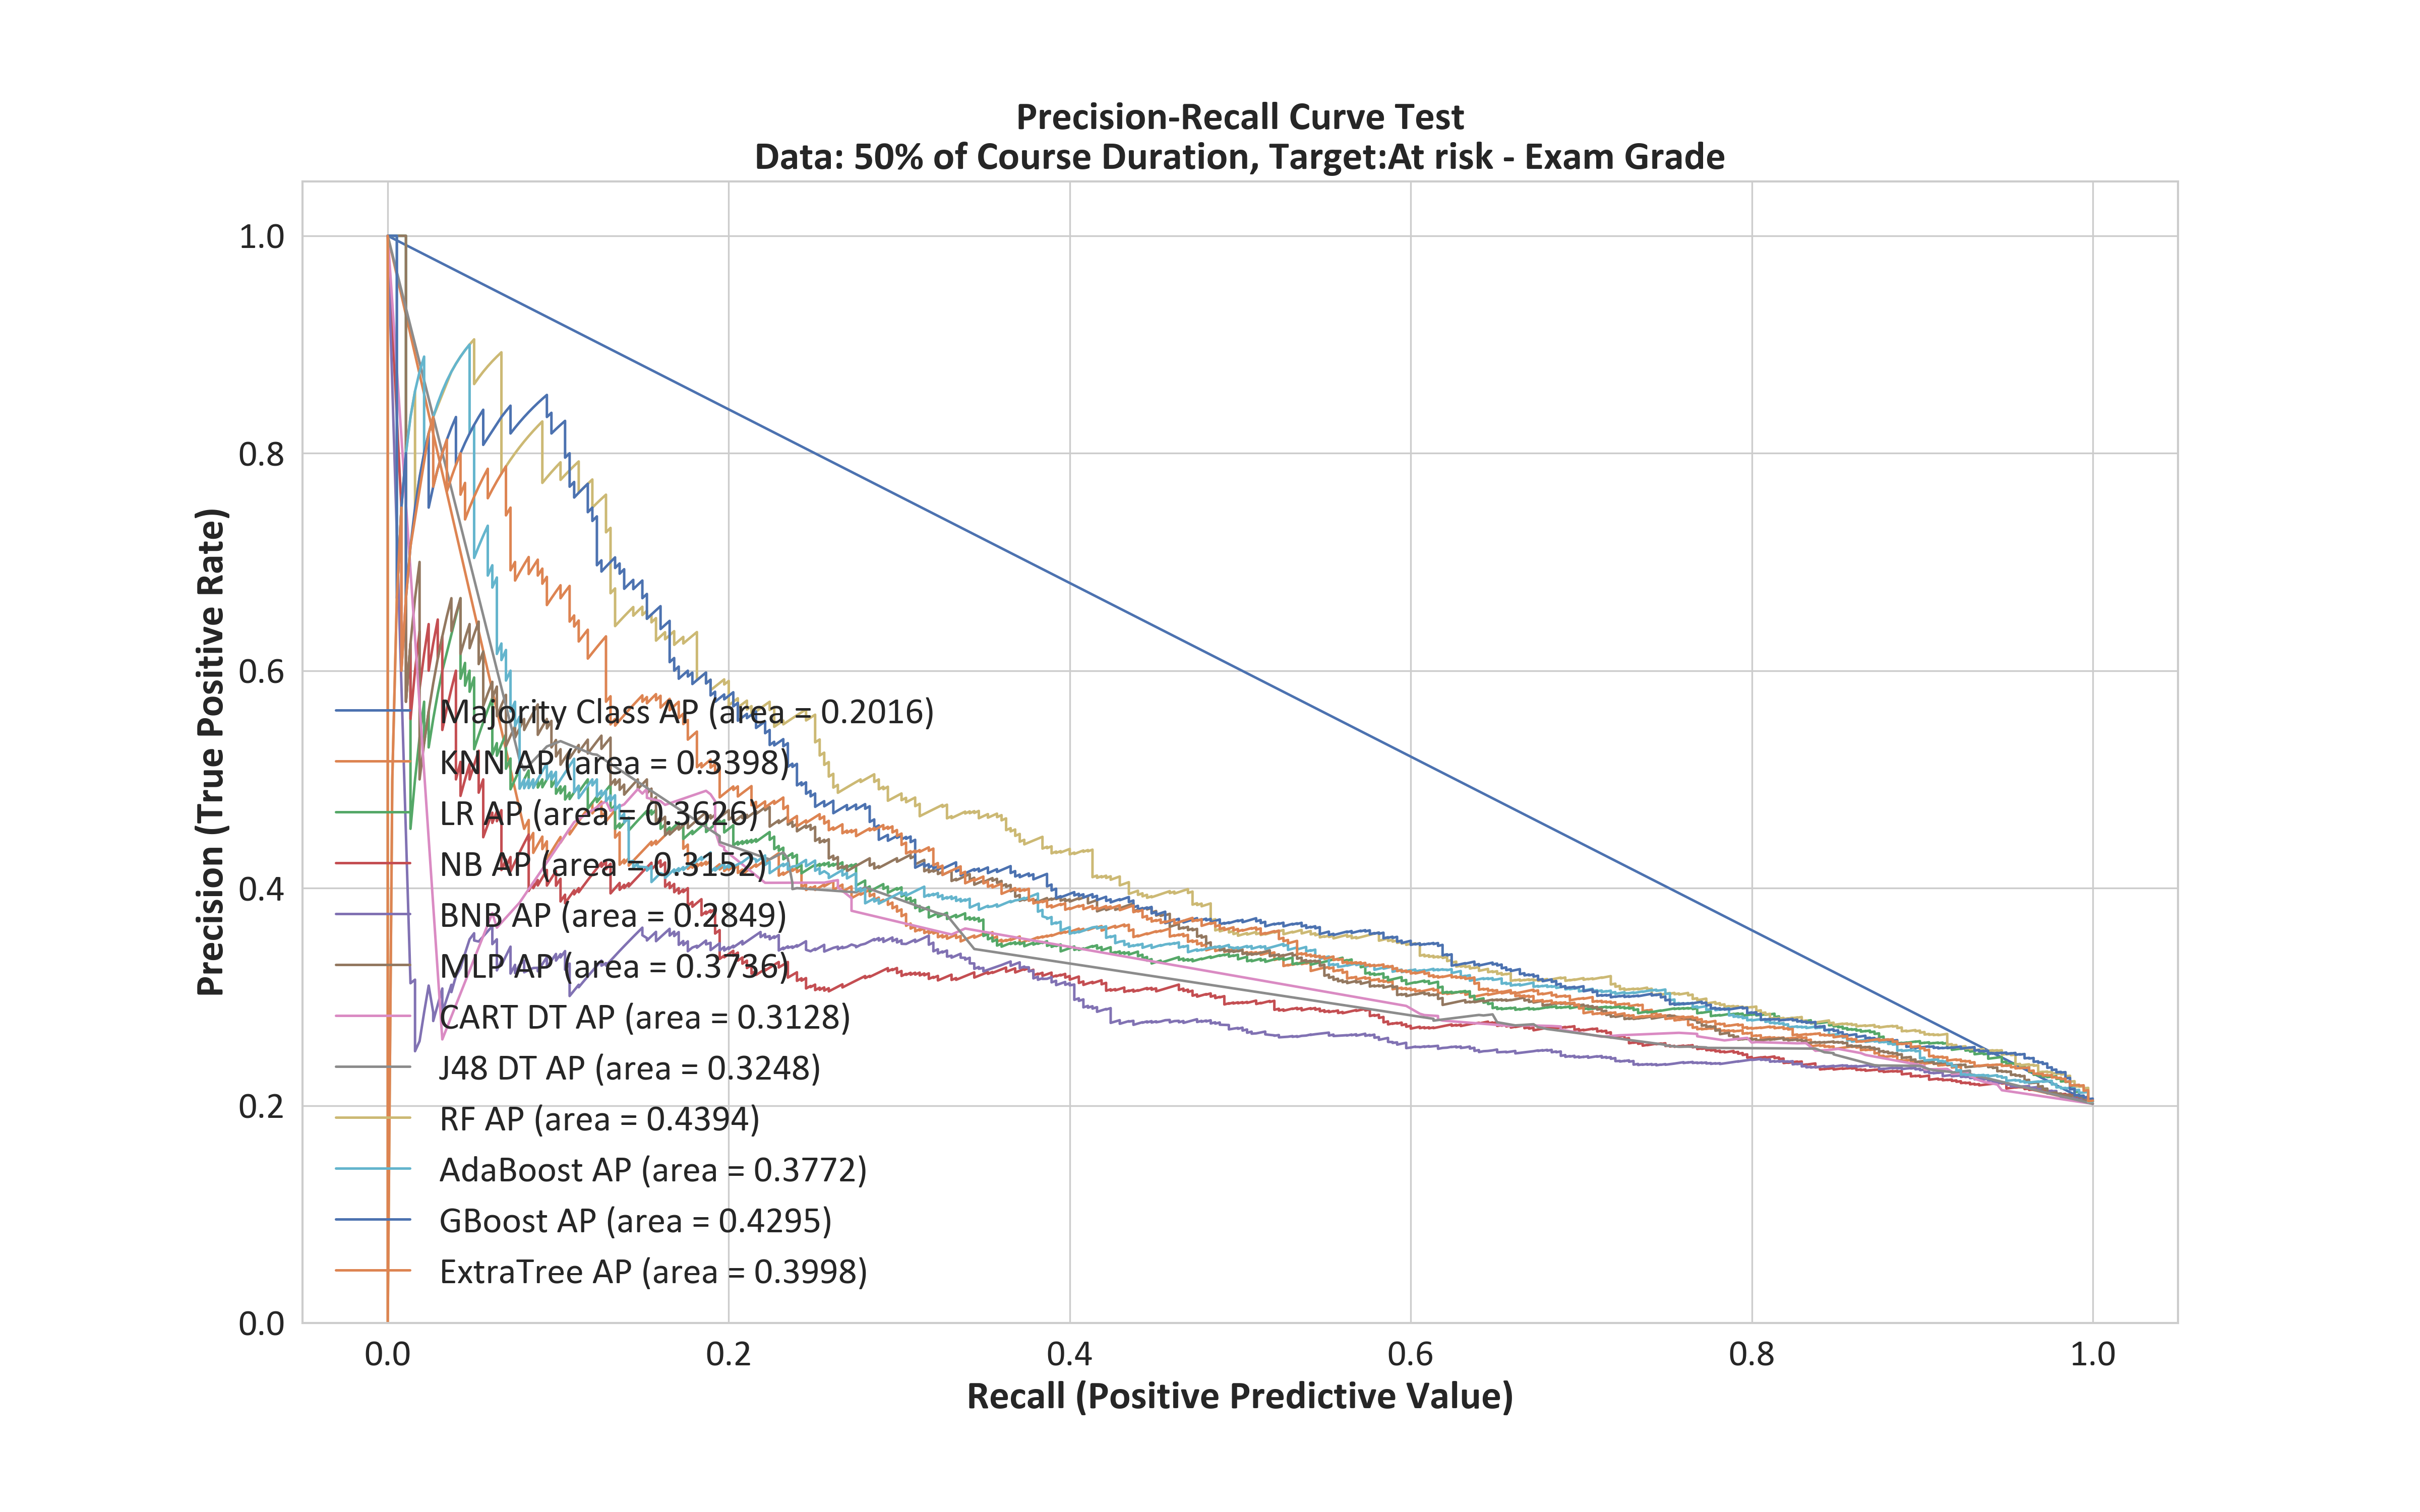 Precision-Recall Curve Test
Data: 50% of Course Duration, Target:At risk - Exam Grade
Precision (True Positive Rate)
1.0
0.8
0.6
0.4
0.2
0.0
Majority Class AP (area = 0.2016)
KNN AP (area = 0.3398)
LR AP (area = 0.3626)
NB AP (area = 0.3152)
BNB AP (area = 0.2849)
MLP AP (area = 0.3736)
CART DT AP (area = 0.3128)
J48 DT AP (area = 0.3248)
RF AP (area = 0.4394)
AdaBoost AP (area = 0.3772)
GBoost AP (area = 0.4295)
ExtraTree AP (area = 0.3998)
0.0 0.2 0.4 0.6 0.8 1.0
Recall (Positive Predictive Value)